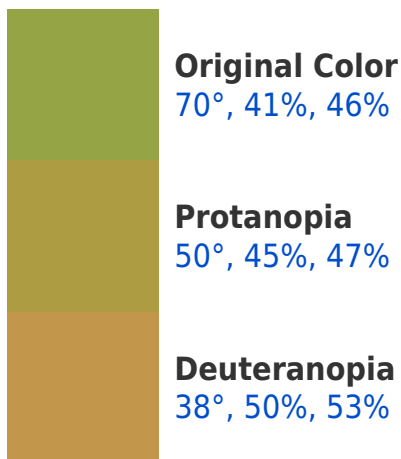 Original Color
70°, 41%, 46%
Protanopia
50°, 45%, 47%
Deuteranopia
38°, 50%, 53%